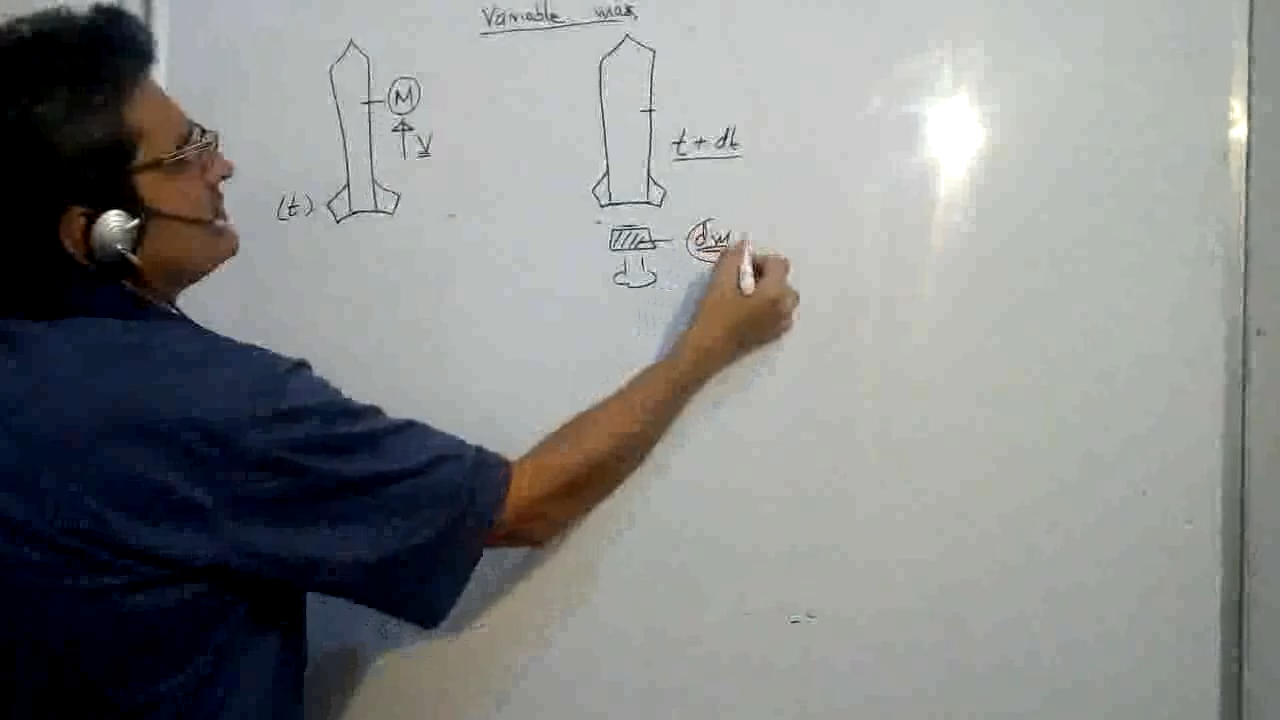 Variable mass
M
V
(t)
t + dt
dm